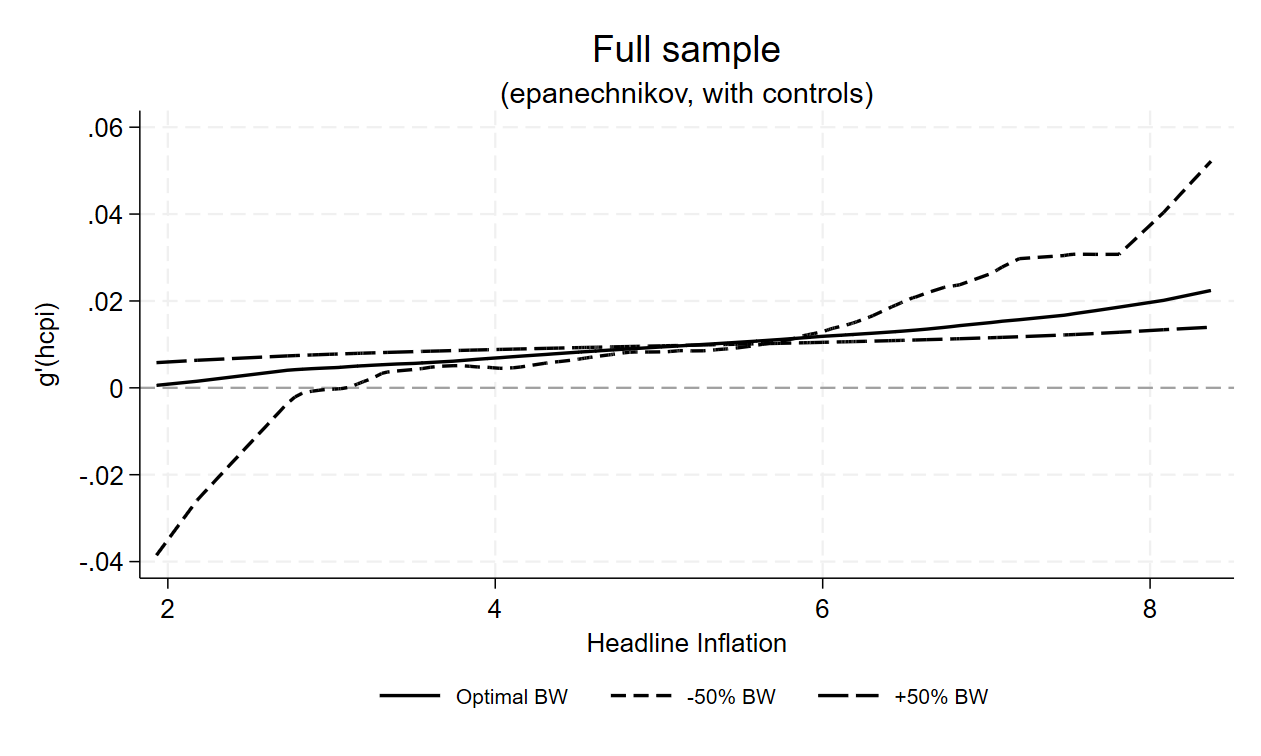 Full sample
(epanechnikov, with controls)
.06
.04
.02
0
-.02
-.04
g'(hcpi)
2 4 6 8
Headline Inflation
Optimal BW -50% BW +50% BW